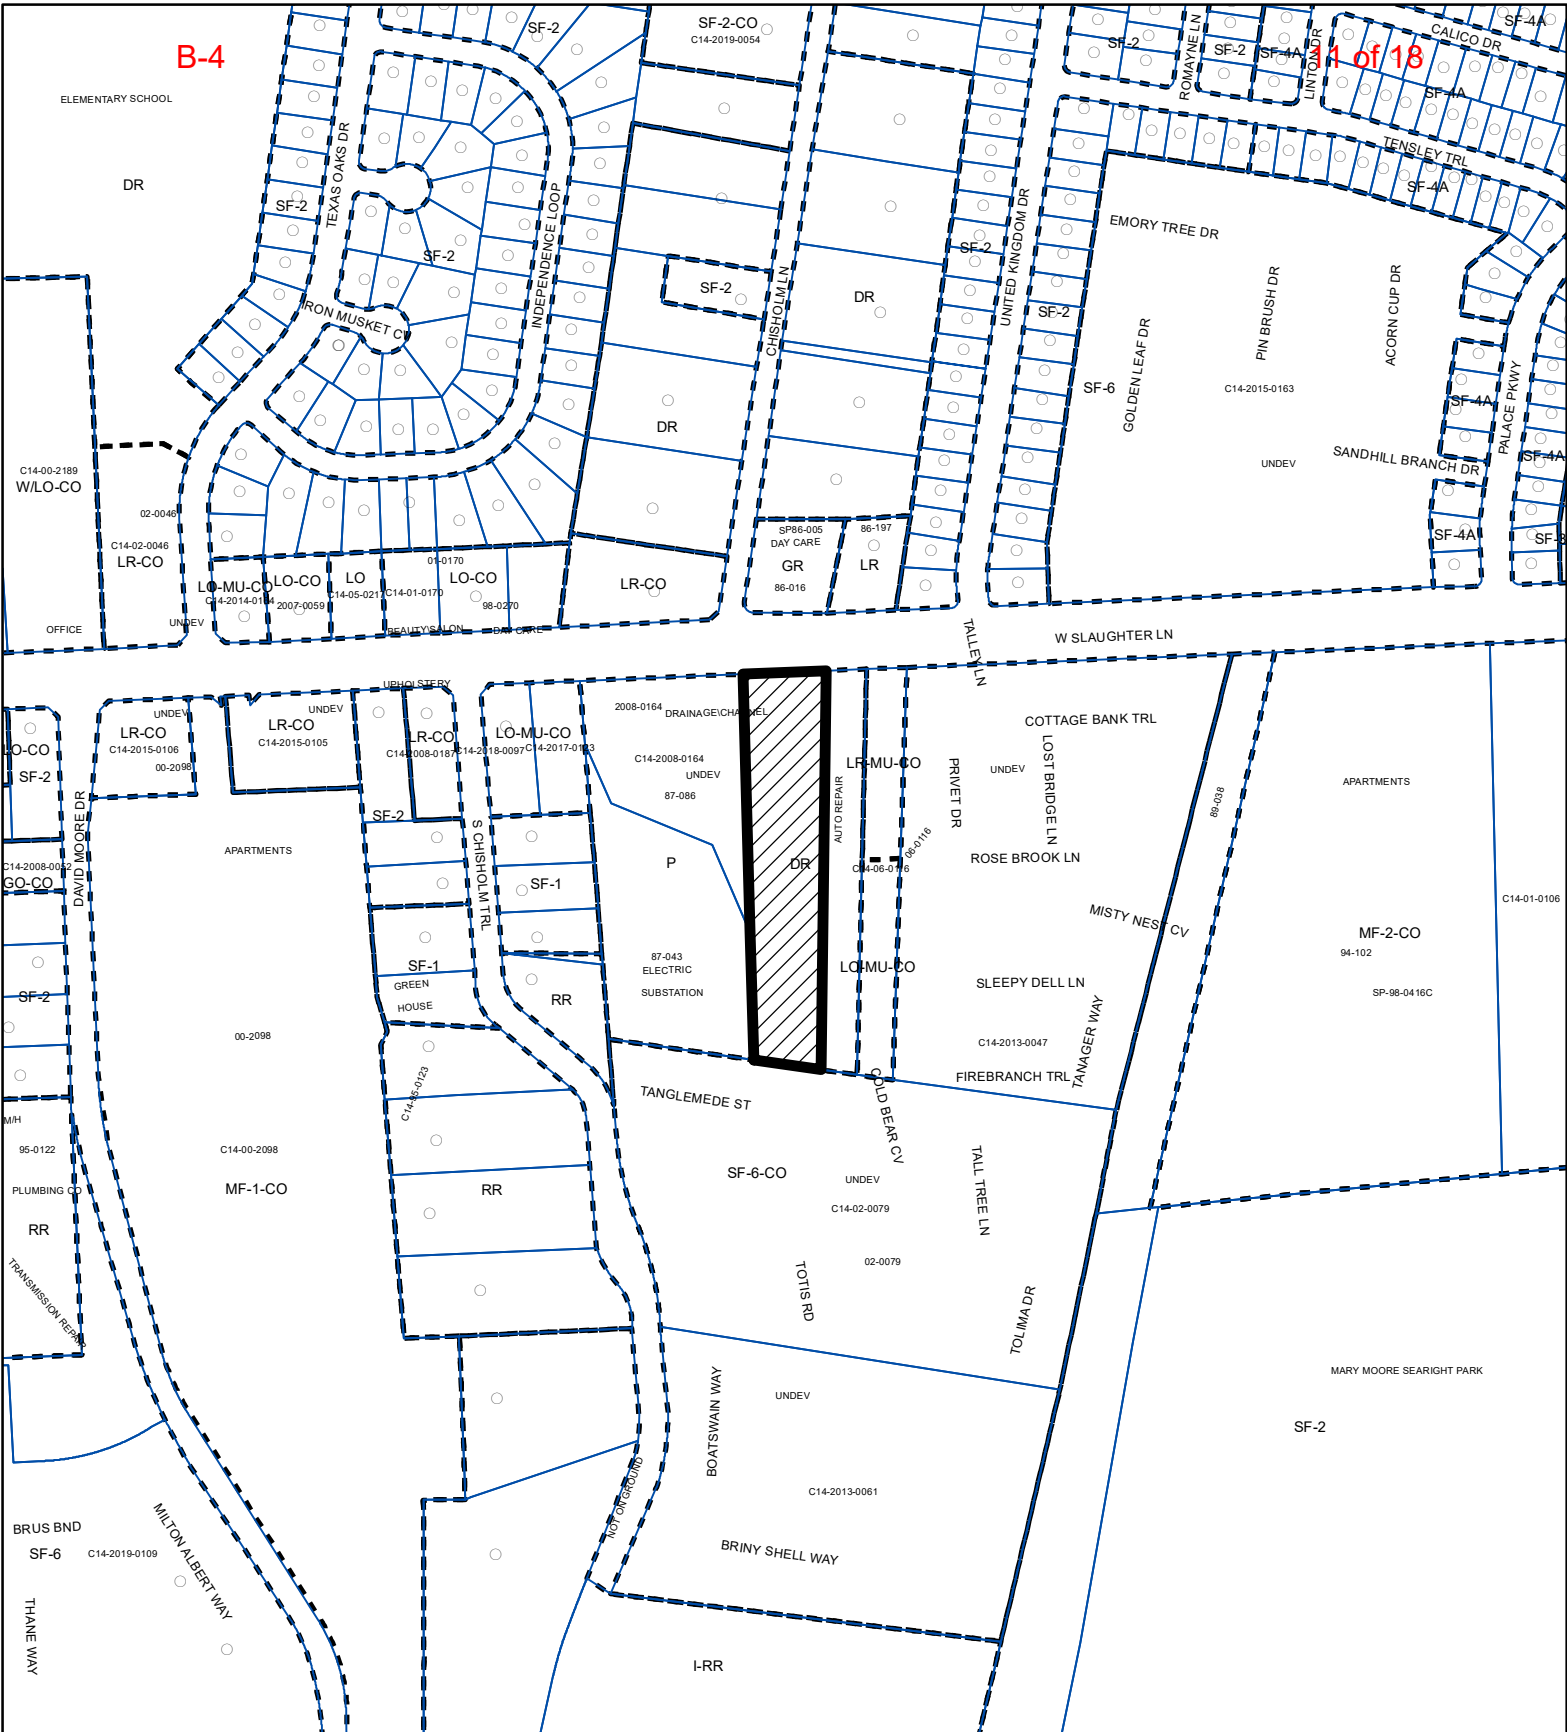 SF-2
SF-2-CO
C14-2019-0054
B-4
11 of 18
SF-4A
CALICO DR
LINTON DR
ROMAYNE LN
SF-2
SF-2
SF-4A
SF-4A
ELEMENTARY SCHOOL
DR
TEXAS OAKS DR
SF-2
TENSLEY TRL
SF-4A
INDEPENDENCE LOOP
SF-2
SF-2
EMORY TREE DR
UNITED KINGDOM DR
SF-2
CHISHOLM LN
DR
IRON MUSKET CV
SF-2
PIN BRUSH DR
ACORN CUP DR
GOLDEN LEAF DR
SF-6
C14-2015-0163
PALACE PKWY
SF-4A
DR
UNDEV
SANDHILL BRANCH DR
SF-4A
C14-00-2189
W/LO-CO
02-0046
C14-02-0046
LR-CO
SP86-005
DAY CARE
86-197
GR
LR
86-016
SF-4A
SF-3
01-0170
LO-MU-CO
C14-2014-0184
LO-CO
2007-0059
LO
C14-05-0217
C14-01-0170
LO-CO
98-0270
LR-CO
OFFICE
UNDEV
BEAUTY\SALON
DAY CARE
TALLEY LN
W SLAUGHTER LN
UPHOLSTERY
UNDEV
UNDEV
2008-0164
DRAINAGE\CHANNEL
COTTAGE BANK TRL
LO-CO
SF-2
LR-CO
C14-2015-0106
00-2098
LR-CO
C14-2015-0105
LR-CO
C14-2008-0187
C14-2018-0097
LO-MU-CO
C14-2017-0123
C14-2008-0164
UNDEV
87-086
LR-MU-CO
AUTO REPAIR
PRIVET DR
UNDEV
LOST BRIDGE LN
APARTMENTS
89-038
DAVID MOORE DR
SF-2
S CHISHOLM TRL
APARTMENTS
P
DR
06-0116
C14-06-0116
ROSE BROOK LN
C14-2008-0052
GO-CO
SF-1
C14-01-0106
MISTY NEST CV
MF-2-CO
94-102
87-043
ELECTRIC
SUBSTATION
LO-MU-CO
SLEEPY DELL LN
SP-98-0416C
SF-1
GREEN
HOUSE
RR
SF-2
00-2098
C14-2013-0047
TANAGER WAY
FIREBRANCH TRL
COLD BEAR CV
TANGLEMEDE ST
C14-95-0123
M/H
95-0122
C14-00-2098
PLUMBING CO
MF-1-CO
RR
RR
TRANSMISSION REPAIR
SF-6-CO
UNDEV
C14-02-0079
02-0079
TALL TREE LN
TOTIS RD
TOLIMA DR
MARY MOORE SEARIGHT PARK
SF-2
UNDEV
BOATSWAIN WAY
C14-2013-0061
NOT ON GROUND
BRINY SHELL WAY
BRUS BND
SF-6
C14-2019-0109
MILTON ALBERT WAY
THANE WAY
I-RR